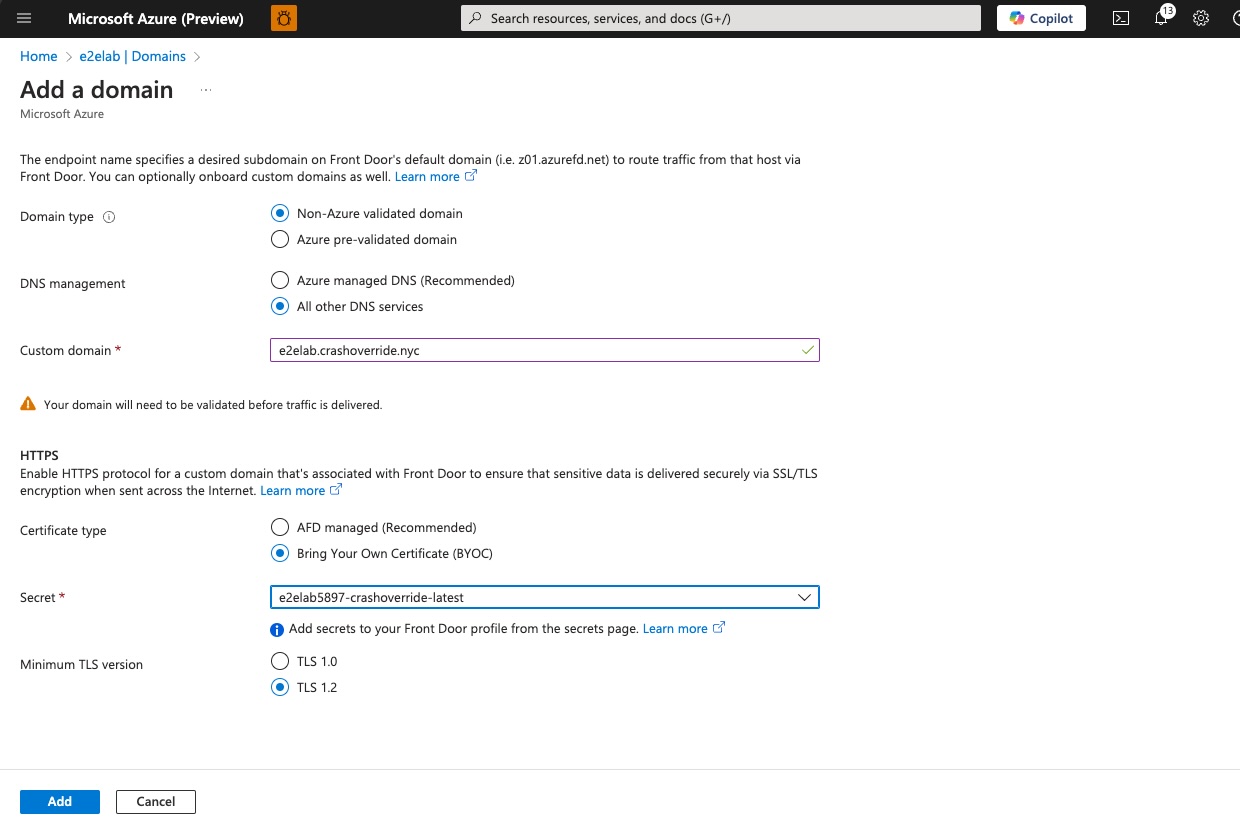 Microsoft Azure (Preview)
Search resources, services, and docs (G+/)
Copilot
13
Home > e2elab | Domains >
Add a domain ...
Microsoft Azure
The endpoint name specifies a desired subdomain on Front Door's default domain (i.e. z01.azurefd.net) to route traffic from that host via
Front Door. You can optionally onboard custom domains as well. Learn more
Domain type
Non-Azure validated domain
Azure pre-validated domain
DNS management
Azure managed DNS (Recommended)
All other DNS services
Custom domain *
e2elab.crashoverride.nyc
Your domain will need to be validated before traffic is delivered.
HTTPS
Enable HTTPS protocol for a custom domain that's associated with Front Door to ensure that sensitive data is delivered securely via SSL/TLS
encryption when sent across the Internet. Learn more
Certificate type
AFD managed (Recommended)
Bring Your Own Certificate (BYOC)
Secret *
e2elab5897-crashoverride-latest
Add secrets to your Front Door profile from the secrets page. Learn more
Minimum TLS version
TLS 1.0
TLS 1.2
Add
Cancel